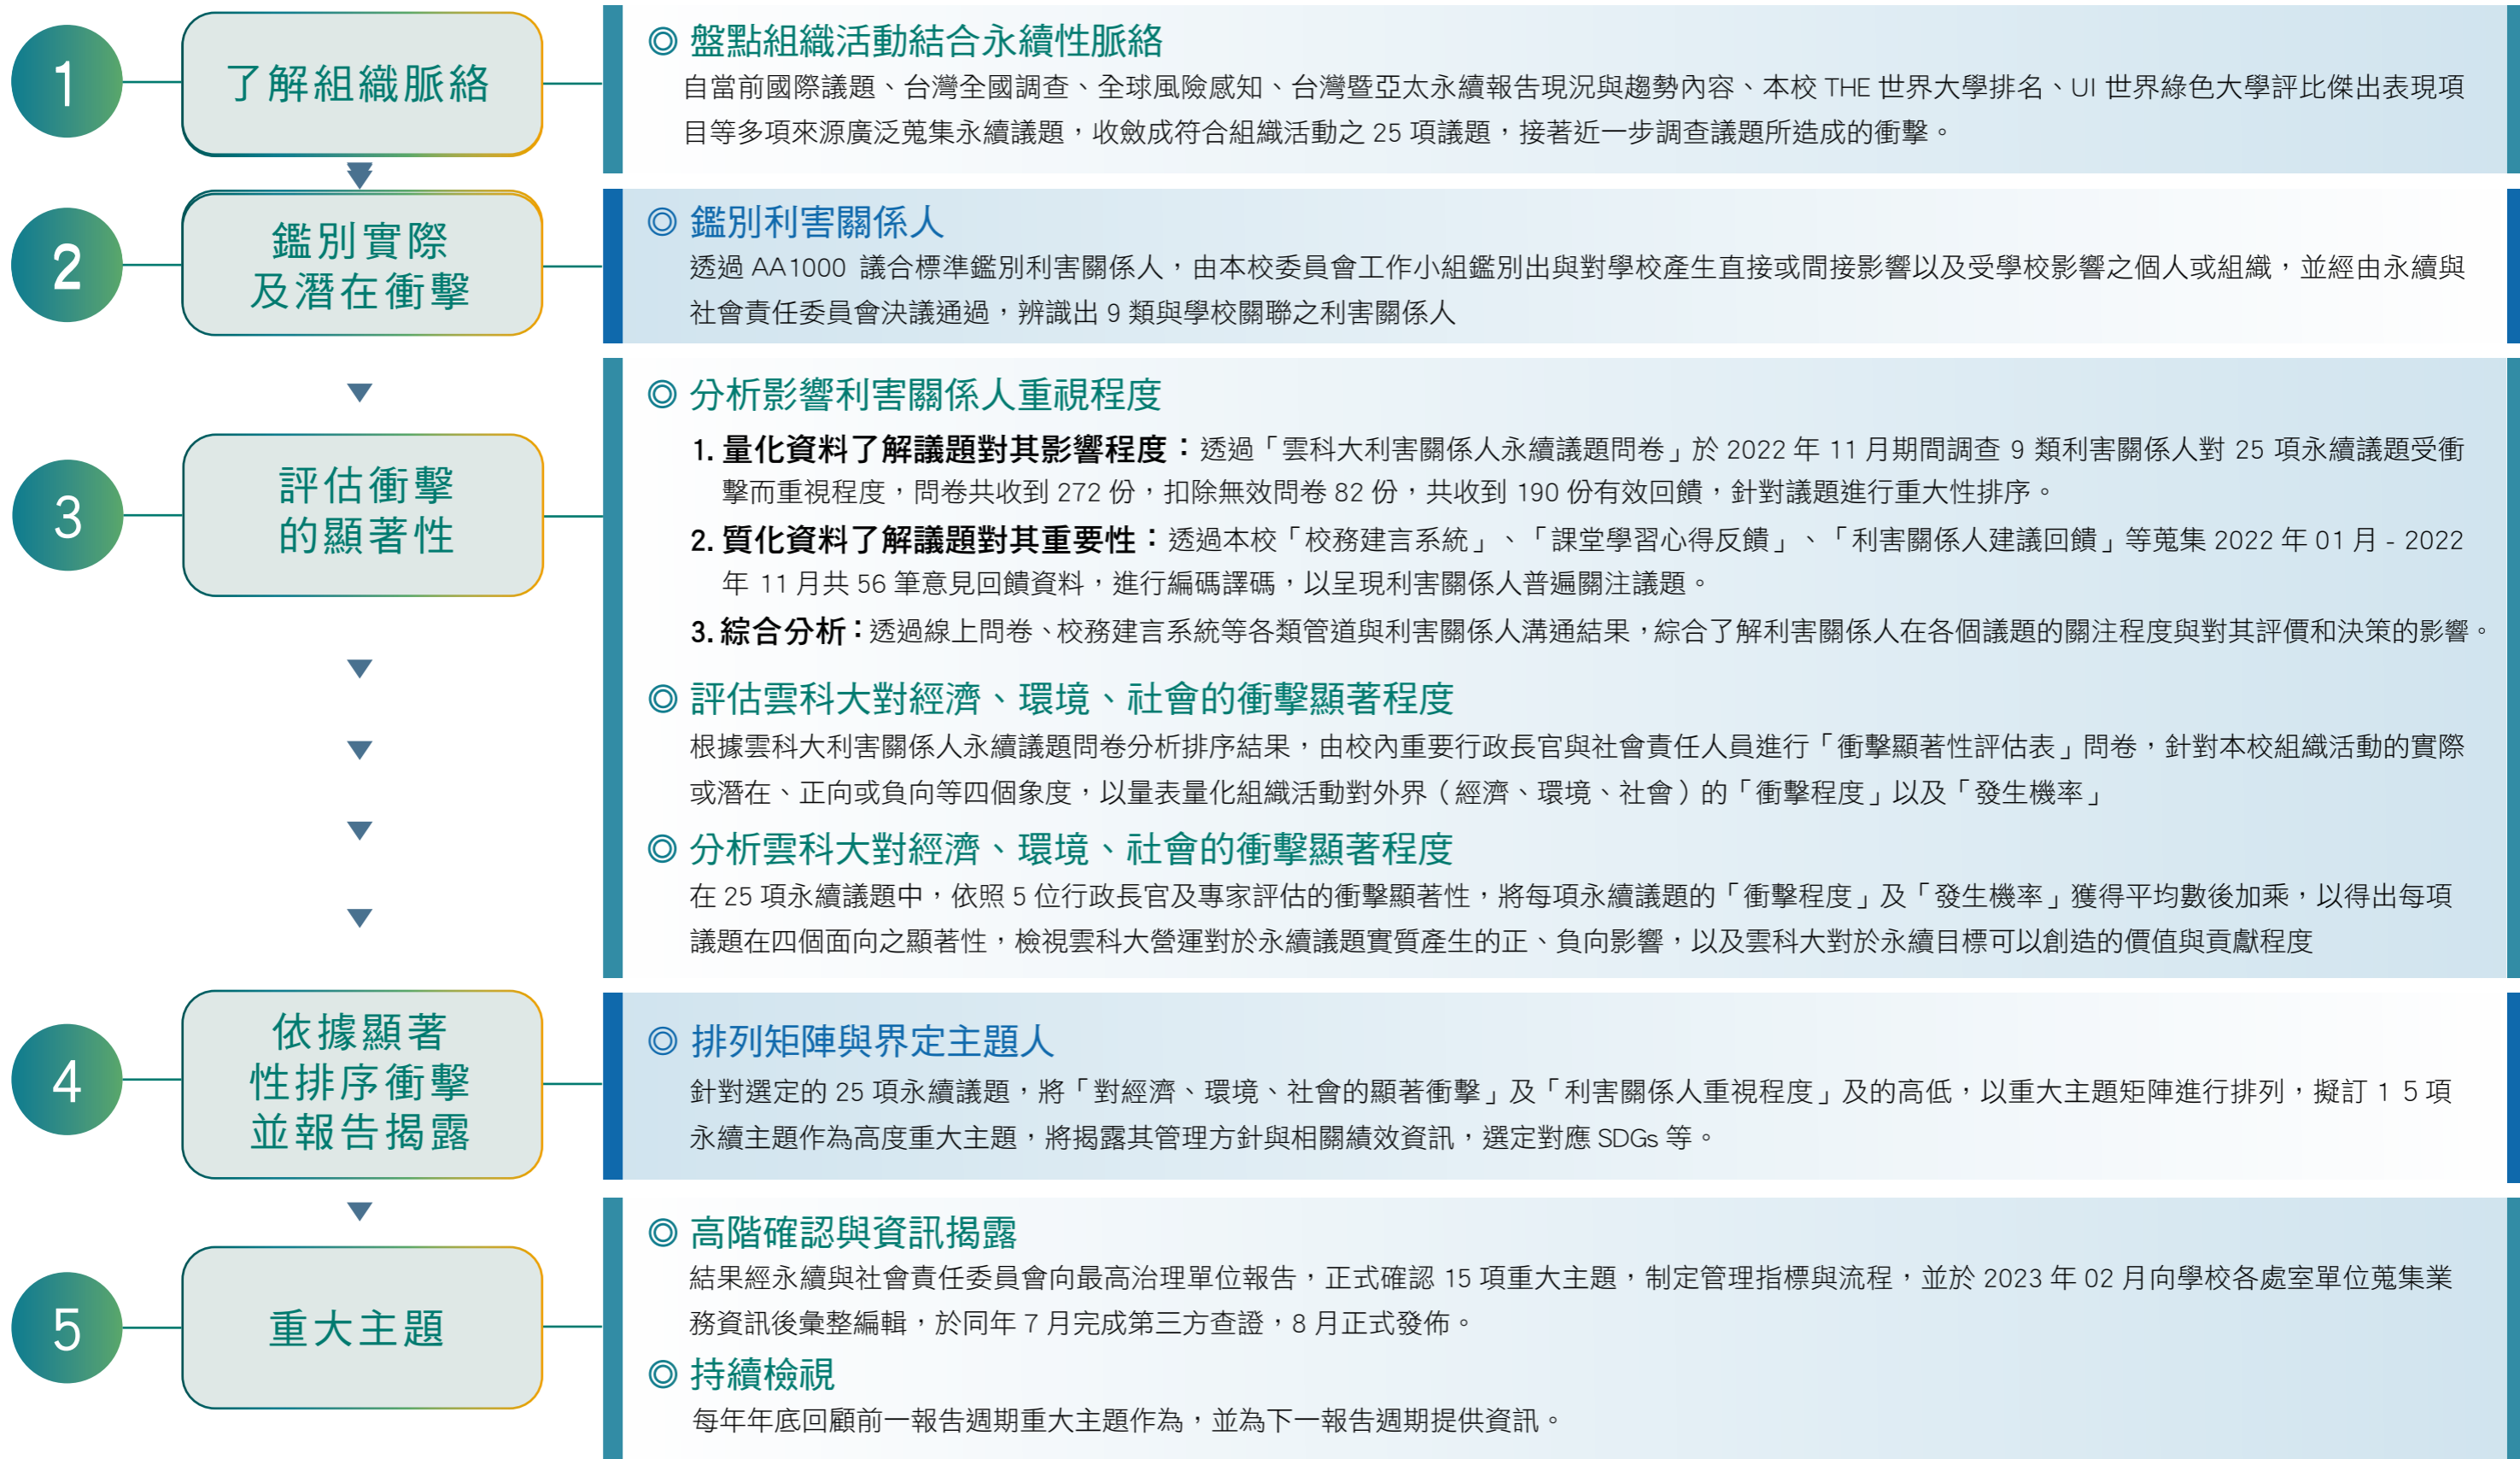 1
了解組織脈絡
◎ 盤點組織活動結合永續性脈絡
自當前國際議題、台灣全國調查、全球風險感知、台灣暨亞太永續報告現況與趨勢內容、本校 THE 世界大學排名、UI 世界綠色大學評比傑出表現項
目等多項來源廣泛蒐集永續議題，收斂成符合組織活動之 25 項議題，接著近一步調查議題所造成的衝擊。
2
鑑別實際
及潛在衝擊
◎ 鑑別利害關係人
透過 AA1000 議合標準鑑別利害關係人，由本校委員會工作小組鑑別出與對學校產生直接或間接影響以及受學校影響之個人或組織，並經由永續與
社會責任委員會決議通過，辨識出 9 類與學校關聯之利害關係人
3
評估衝擊
的顯著性
◎ 分析影響利害關係人重視程度
1. 量化資料了解議題對其影響程度：透過「雲科大利害關係人永續議題問卷」於 2022 年 11 月期間調查 9 類利害關係人對 25 項永續議題受衝
擊而重視程度，問卷共收到 272 份，扣除無效問卷 82 份，共收到 190 份有效回饋，針對議題進行重大性排序。
2. 質化資料了解議題對其重要性：透過本校「校務建言系統」、「課堂學習心得反饋」、「利害關係人建議回饋」等蒐集 2022 年 01 月 - 2022
年 11 月共 56 筆意見回饋資料，進行編碼譯碼，以呈現利害關係人普遍關注議題。
3. 綜合分析：透過線上問卷、校務建言系統等各類管道與利害關係人溝通結果，綜合了解利害關係人在各個議題的關注程度與對其評價和決策的影響。
◎ 評估雲科大對經濟、環境、社會的衝擊顯著程度
根據雲科大利害關係人永續議題問卷分析排序結果，由校內重要行政長官與社會責任人員進行「衝擊顯著性評估表」問卷，針對本校組織活動的實際
或潛在、正向或負向等四個象度，以量表量化組織活動對外界（經濟、環境、社會）的「衝擊程度」以及「發生機率」
◎ 分析雲科大對經濟、環境、社會的衝擊顯著程度
在 25 項永續議題中，依照 5 位行政長官及專家評估的衝擊顯著性，將每項永續議題的「衝擊程度」及「發生機率」獲得平均數後加乘，以得出每項
議題在四個面向之顯著性，檢視雲科大營運對於永續議題實質產生的正、負向影響，以及雲科大對於永續目標可以創造的價值與貢獻程度
4
依據顯著
性排序衝擊
並報告揭露
◎ 排列矩陣與界定主題人
針對選定的 25 項永續議題，將「對經濟、環境、社會的顯著衝擊」及「利害關係人重視程度」及的高低，以重大主題矩陣進行排列，擬訂 1 5 項
永續主題作為高度重大主題，將揭露其管理方針與相關績效資訊，選定對應 SDGs 等。
5
重大主題
◎ 高階確認與資訊揭露
結果經永續與社會責任委員會向最高治理單位報告，正式確認 15 項重大主題，制定管理指標與流程，並於 2023 年 02 月向學校各處室單位蒐集業
務資訊後彙整編輯，於同年 7 月完成第三方查證，8 月正式發佈。
◎ 持續檢視
每年年底回顧前一報告週期重大主題作為，並為下一報告週期提供資訊。